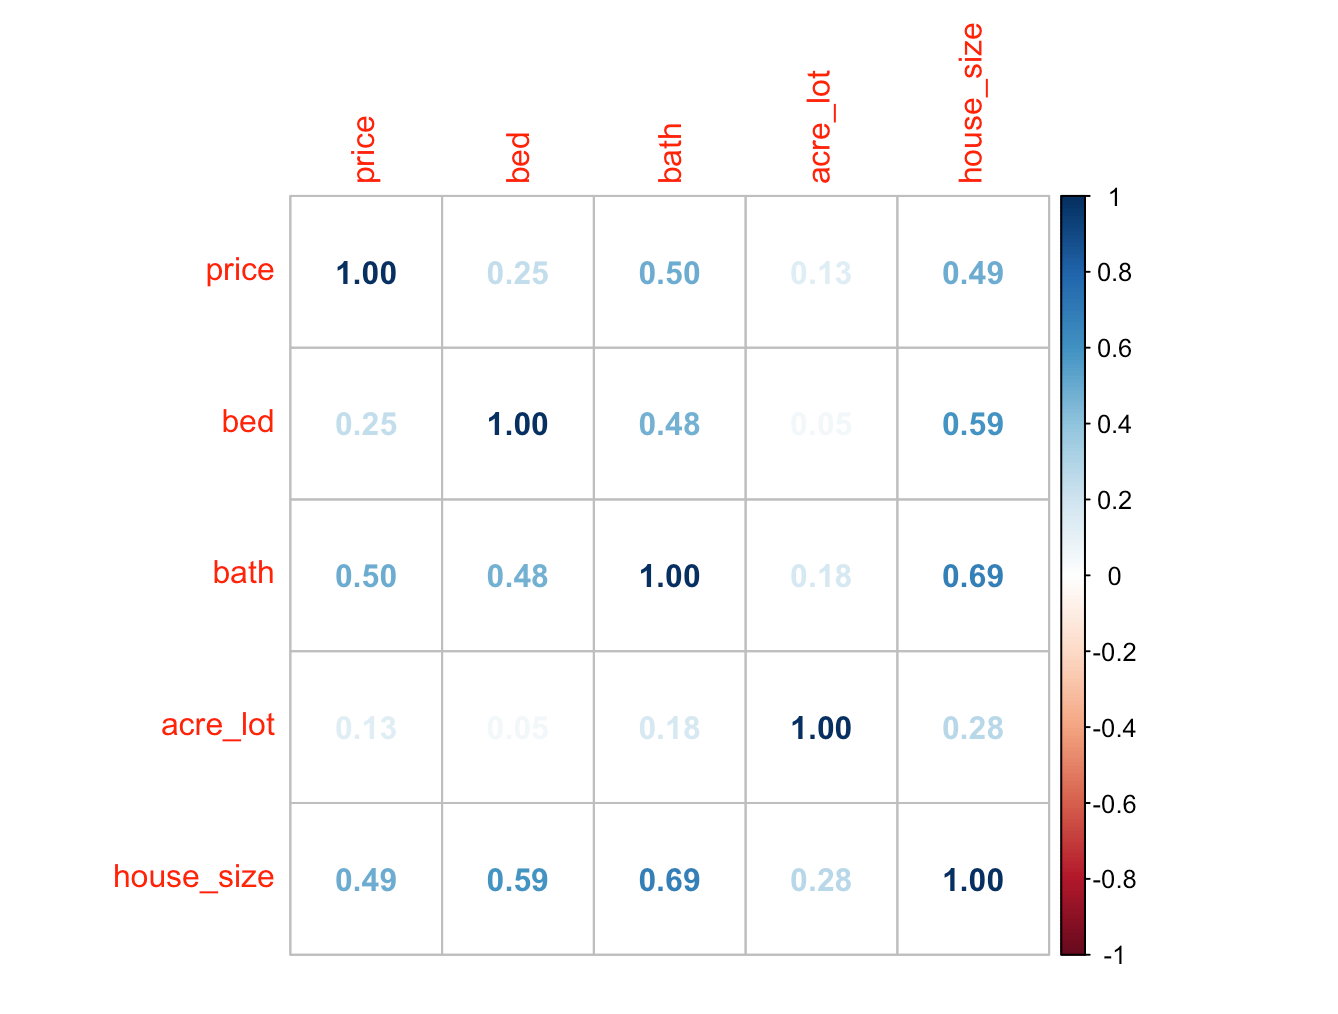 price bed bath acre_lot house_size
price 1.00 0.25 0.50 0.13 0.49
bed 0.25 1.00 0.48 0.05 0.59
bath 0.50 0.48 1.00 0.18 0.69
acre_lot 0.13 0.05 0.18 1.00 0.28
house_size 0.49 0.59 0.69 0.28 1.00
1
0.8
0.6
0.4
0.2
0
-0.2
-0.4
-0.6
-0.8
-1